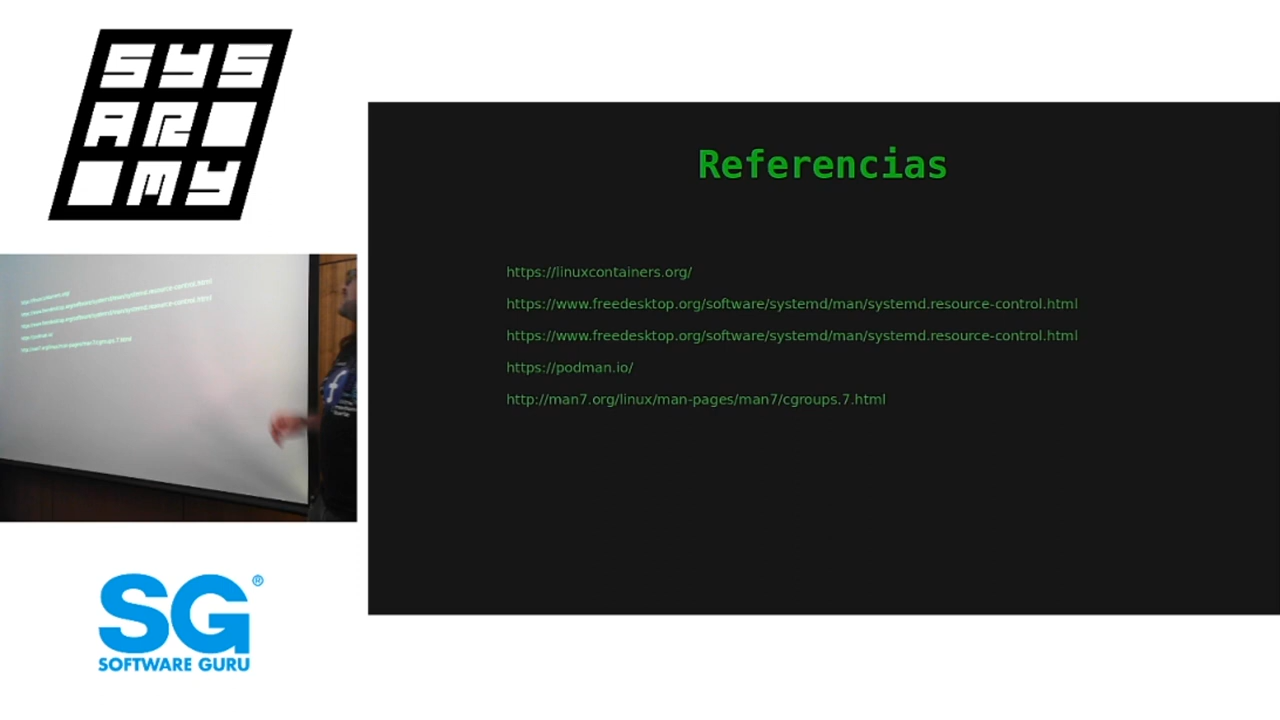 SYS
AR
MY
Referencias
https://linuxcontainers.org/
https://www.freedesktop.org/software/systemd/man/systemd.resource-control.html
https://www.freedesktop.org/software/systemd/man/systemd.resource-control.html
https://podman.io/
http://man7.org/linux/man-pages/man7/cgroups.7.html
SG®
SOFTWARE GURU